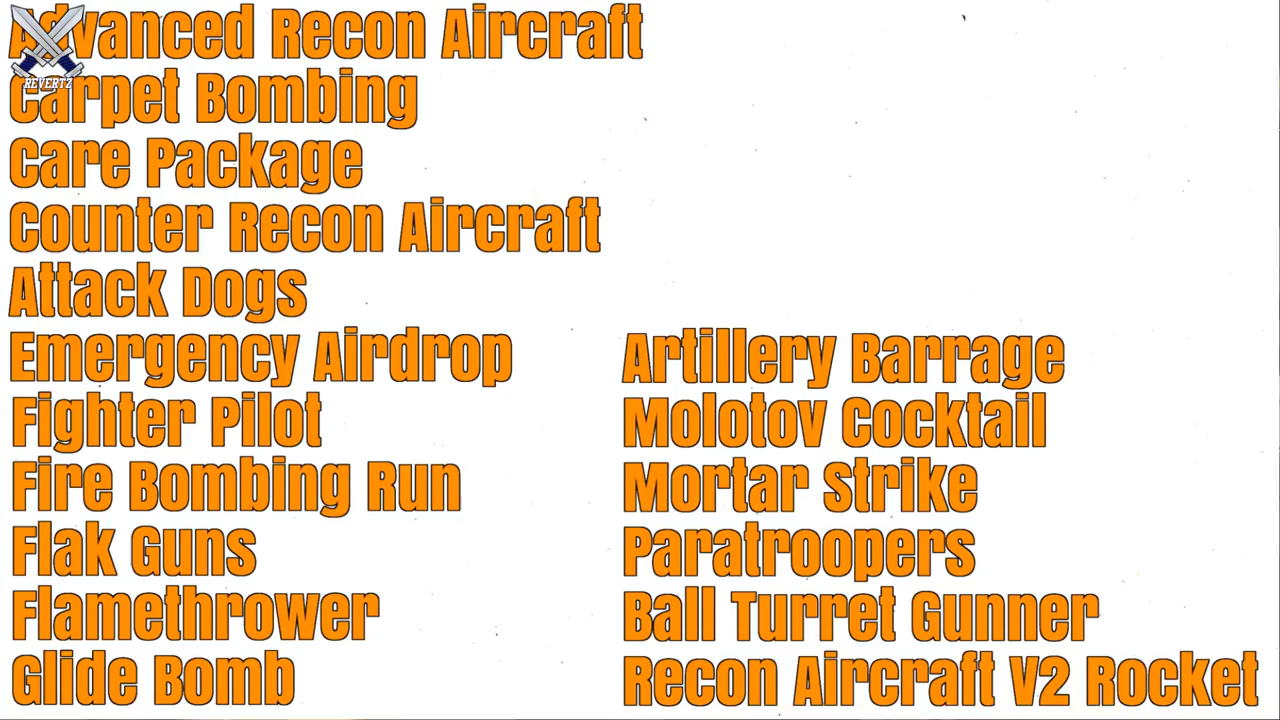 Advanced Recon Aircraft
REVERTZ
Carpet Bombing
Care Package
Counter Recon Aircraft
Attack Dogs
Emergency Airdrop
Fighter Pilot
Fire Bombing Run
Flak Guns
Flamethrower
Glide Bomb
Artillery Barrage
Molotov Cocktail
Mortar Strike
Paratroopers
Ball Turret Gunner
Recon Aircraft V2 Rocket